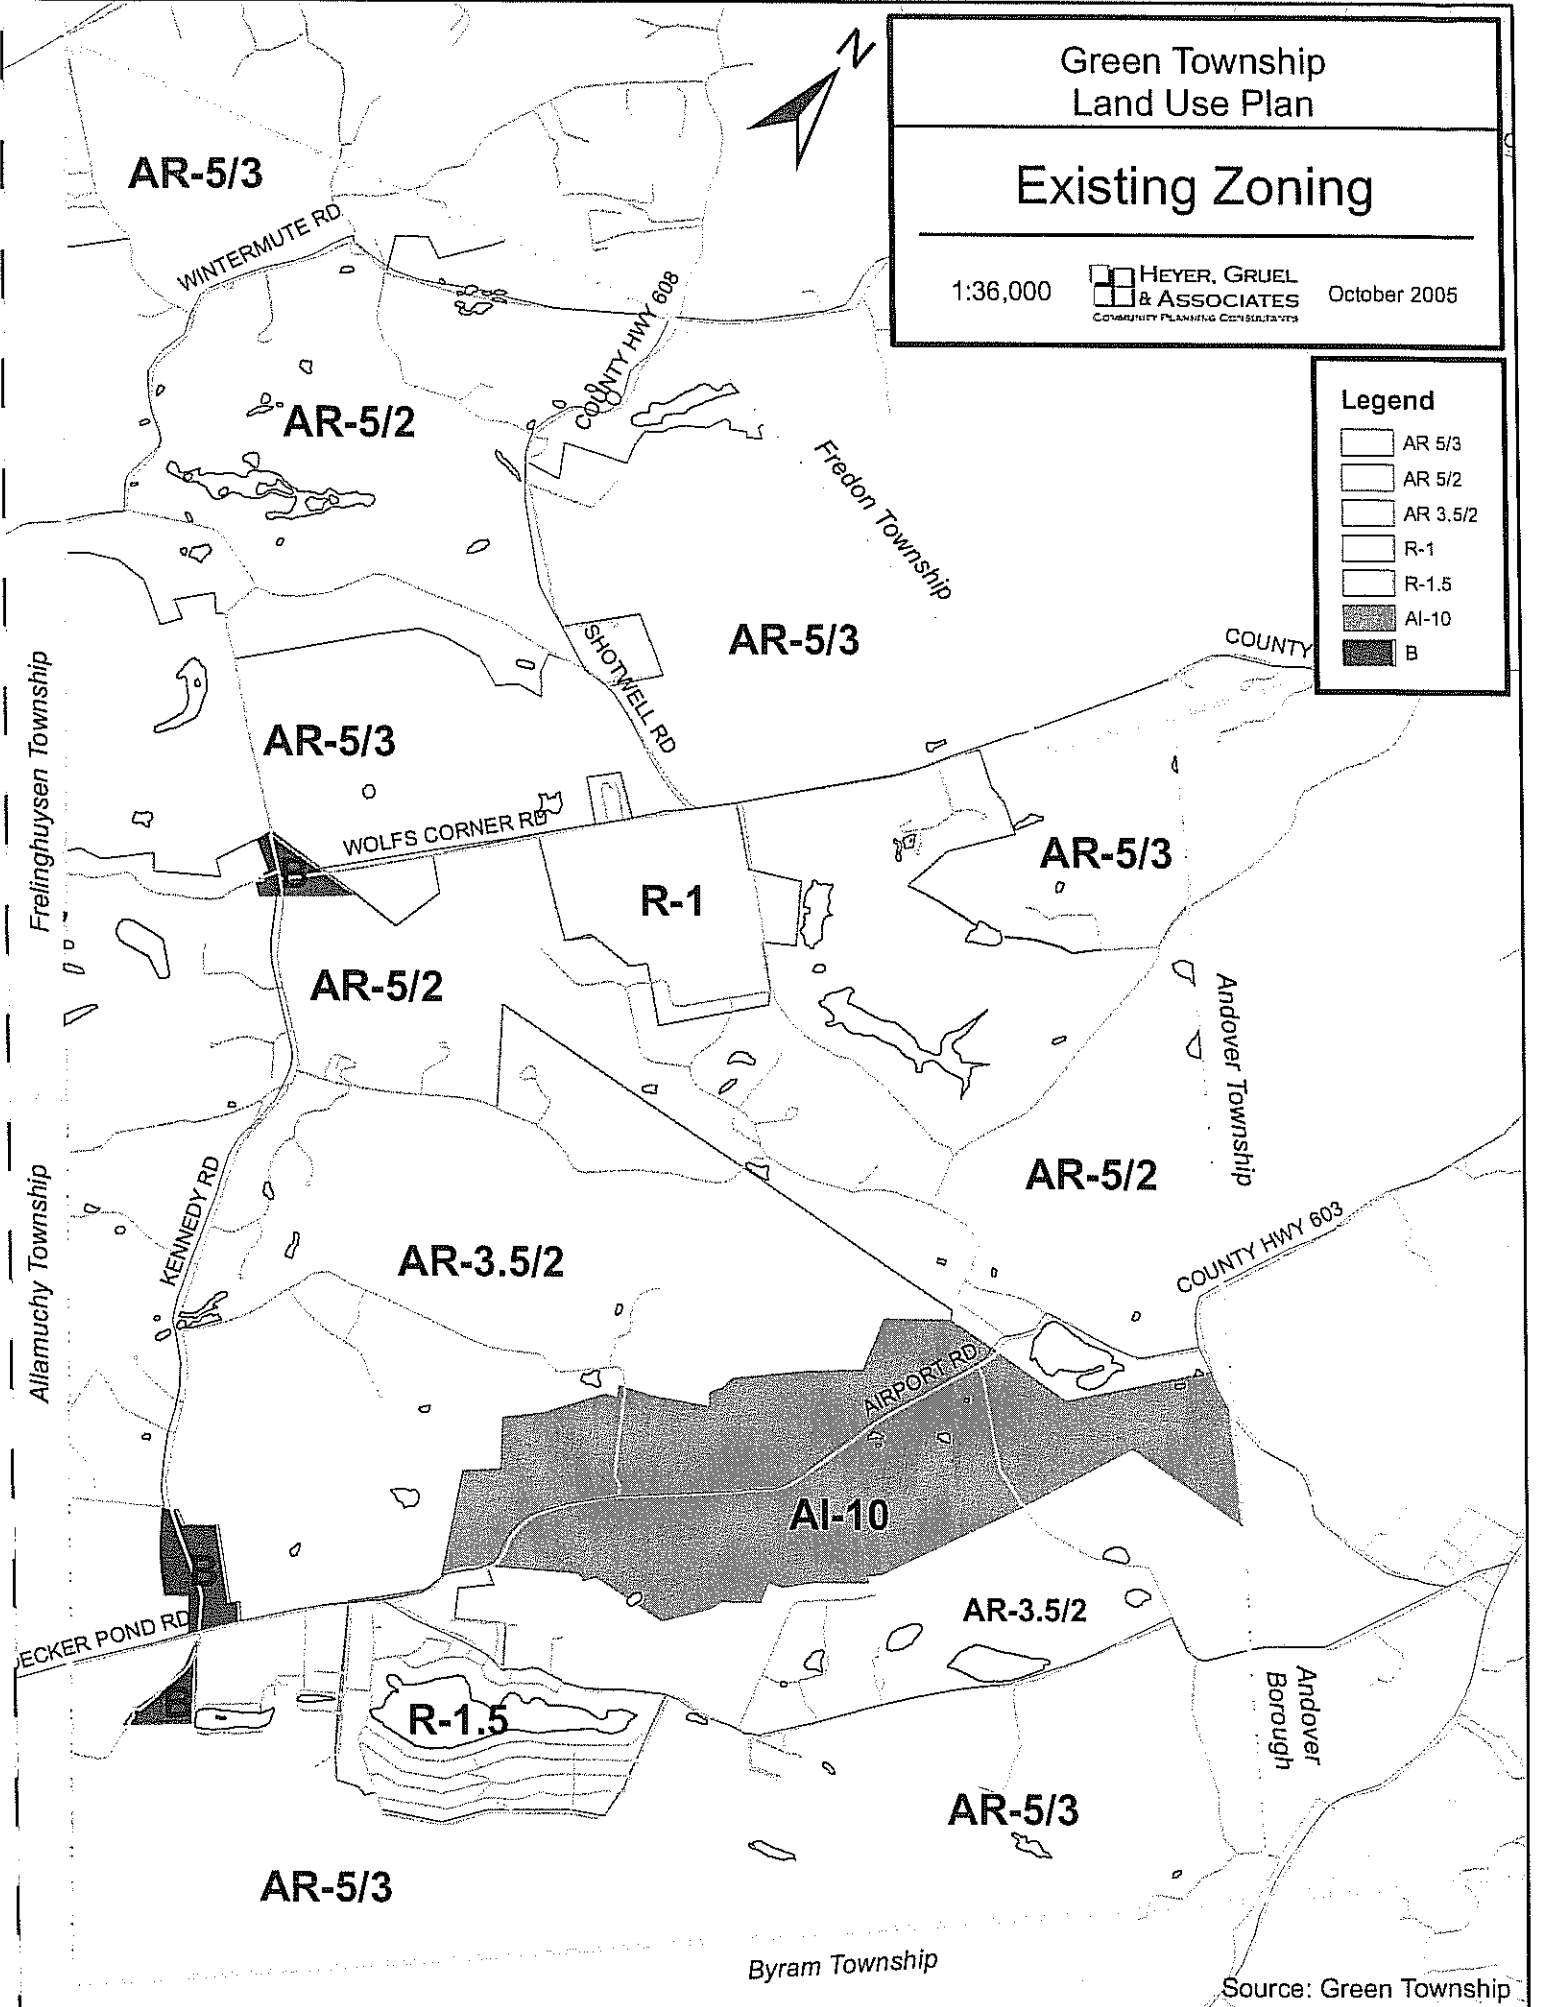 N
Green Township
Land Use Plan
Existing Zoning
1:36,000
HEYER, GRUEL
& ASSOCIATES
COMMUNITY PLANNING CONSULTANTS
October 2005
Legend
AR 5/3
AR 5/2
AR 3.5/2
R-1
R-1.5
AI-10
B
AR-5/3
WINTERMUTE RD
COUNTY HWY 608
AR-5/2
Fredon Township
AR-5/3
COUNTY
SHOTWELL RD
Frelinghuysen Township
AR-5/3
WOLFS CORNER RD
AR-5/3
B
R-1
AR-5/2
Andover Township
AR-5/2
Allamuchy Township
KENNEDY RD
AR-3.5/2
COUNTY HWY 603
AIRPORT RD
AI-10
B
AR-3.5/2
ECKER POND RD
B
R-1.5
Andover
Borough
AR-5/3
AR-5/3
Byram Township
Source: Green Township